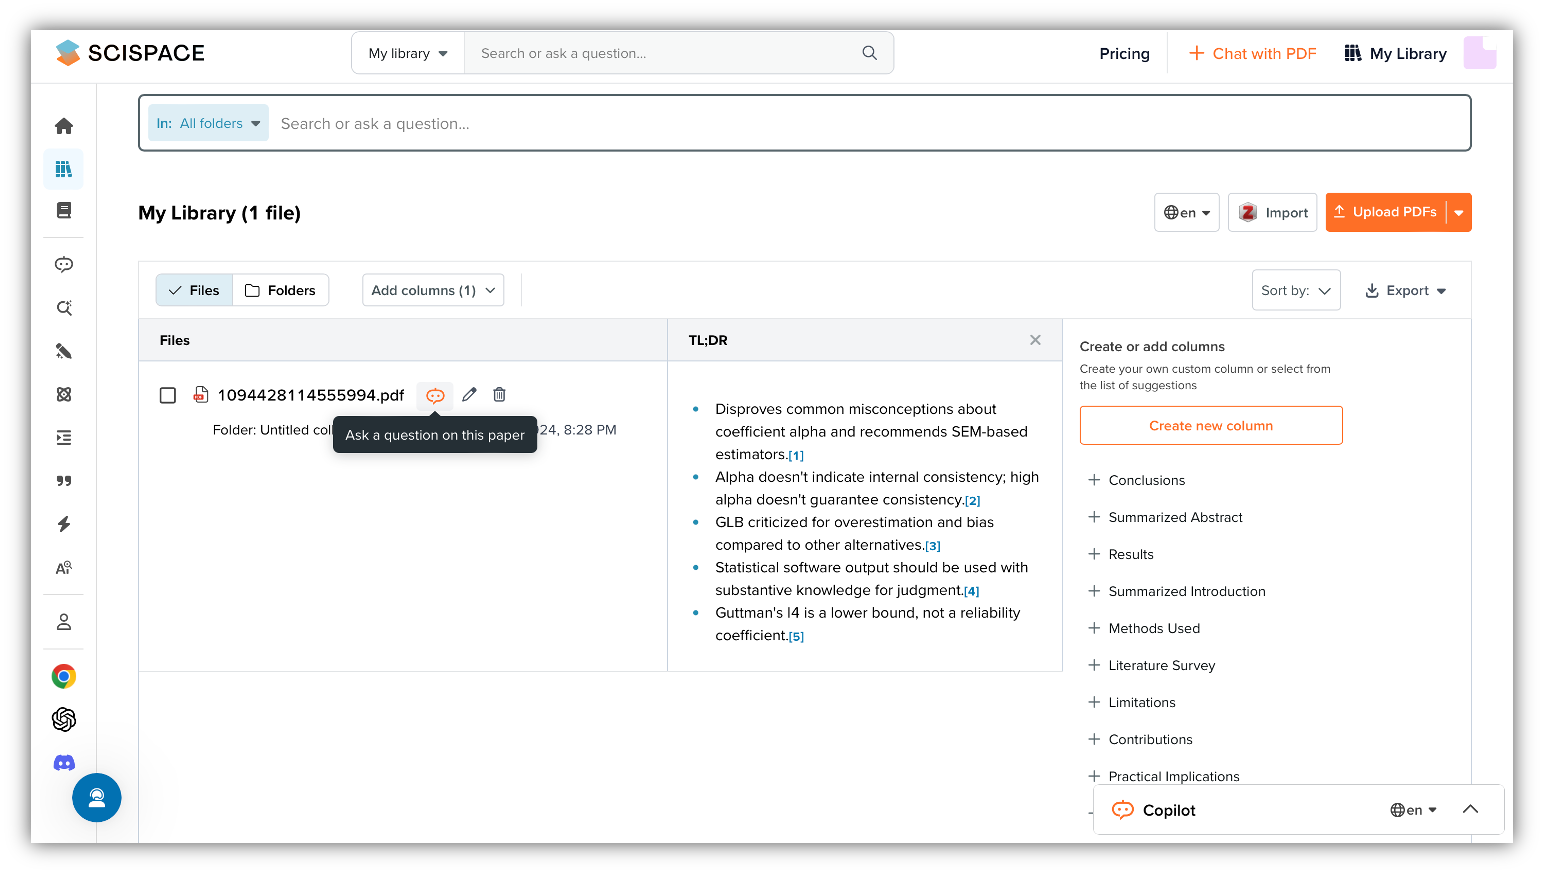 SCISPACE
My library
Search or ask a question...
Pricing
Chat with PDF
My Library
In: All folders
Search or ask a question...
My Library (1 file)
en
Z
Import
Upload PDFs
Files
Folders
Add columns (1)
Sort by:
Export
Files
TL;DR
Create or add columns
Create your own custom column or select from
the list of suggestions
Create new column
1094428114555994.pdf
Folder: Untitled coll
Ask a question on this paper
24, 8:28 PM
Disproves common misconceptions about
coefficient alpha and recommends SEM-based
estimators.[1]
Alpha doesn't indicate internal consistency; high
alpha doesn't guarantee consistency.[2]
GLB criticized for overestimation and bias
compared to other alternatives.[3]
Statistical software output should be used with
substantive knowledge for judgment.[4]
Guttman's l4 is a lower bound, not a reliability
coefficient.[5]
Conclusions
Summarized Abstract
Results
Summarized Introduction
Methods Used
Literature Survey
Limitations
Contributions
Practical Implications
Copilot
en
Ai